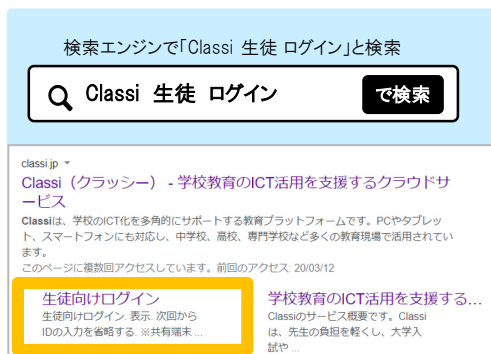 検索エンジンで「Classi 生徒 ログイン」と検索
Classi 生徒 ログイン
で検索
classi.jp
Classi（クラッシー） - 学校教育のICT活用を支援するクラウドサ
ービス
Classiは、学校のICT化を多角的にサポートする教育プラットフォームです。PCやタブレッ
ト、スマートフォンにも対応し、中学校、高校、専門学校など多くの教育現場で活用されてい
ます。
このページに複数回アクセスしています。前回のアクセス: 20/03/12
生徒向けログイン
生徒向けログイン. 表示. 次回から
IDの入力を省略する. ※共有端末 ...
学校教育のICT活用を支援する...
Classiのサービス概要です。Classi
は、先生の負担を軽くし、大学入
試や ...